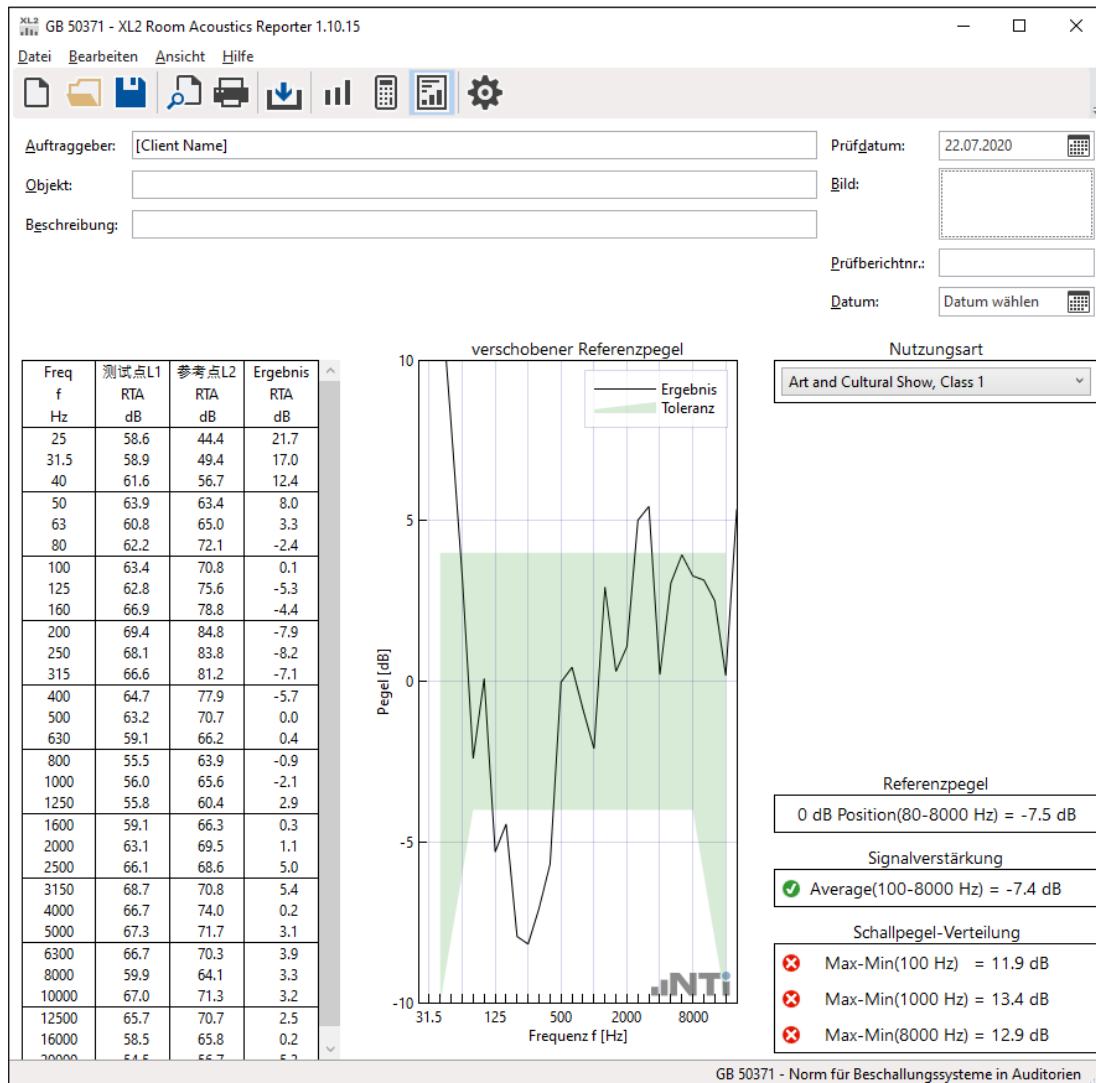 XL2 GB 50371 - XL2 Room Acoustics Reporter 1.10.15
Datei Bearbeiten Ansicht Hilfe
Auftraggeber: [Client Name]
Prüfdatum: 22.07.2020
Objekt:
Bild:
Beschreibung:
Prüfberichtnr.:
Datum: Datum wählen
Freq 测试点L1 参考点L2 Ergebnis
f RTA RTA RTA
Hz dB dB dB
25 58.6 44.4 21.7
31.5 58.9 49.4 17.0
40 61.6 56.7 12.4
50 63.9 63.4 8.0
63 60.8 65.0 3.3
80 62.2 72.1 -2.4
100 63.4 70.8 0.1
125 62.8 75.6 -5.3
160 66.9 78.8 -4.4
200 69.4 84.8 -7.9
250 68.1 83.8 -8.2
315 66.6 81.2 -7.1
400 64.7 77.9 -5.7
500 63.2 70.7 0.0
630 59.1 66.2 0.4
800 55.5 63.9 -0.9
1000 56.0 65.6 -2.1
1250 55.8 60.4 2.9
1600 59.1 66.3 0.3
2000 63.1 69.5 1.1
2500 66.1 68.6 5.0
3150 68.7 70.8 5.4
4000 66.7 74.0 0.2
5000 67.3 71.7 3.1
6300 66.7 70.3 3.9
8000 59.9 64.1 3.3
10000 67.0 71.3 3.2
12500 65.7 70.7 2.5
16000 58.5 65.8 0.2
verschobener Referenzpegel
Ergebnis
Toleranz
10
5
0
-5
-10
Pegel [dB]
31.5 125 500 2000 8000
Frequenz f [Hz]
NTi
Nutzungsart
Art and Cultural Show, Class 1
Referenzpegel
0 dB Position(80-8000 Hz) = -7.5 dB
Signalverstärkung
Average(100-8000 Hz) = -7.4 dB
Schallpegel-Verteilung
Max-Min(100 Hz) = 11.9 dB
Max-Min(1000 Hz) = 13.4 dB
Max-Min(8000 Hz) = 12.9 dB
GB 50371 - Norm für Beschallungssysteme in Auditorien